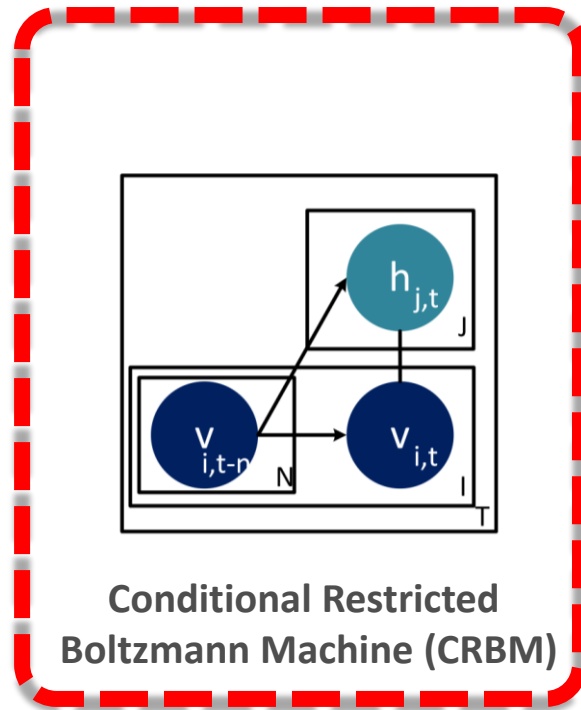 h j,t
J
v i,t-n
N
v i,t
I
T
Conditional Restricted
Boltzmann Machine (CRBM)